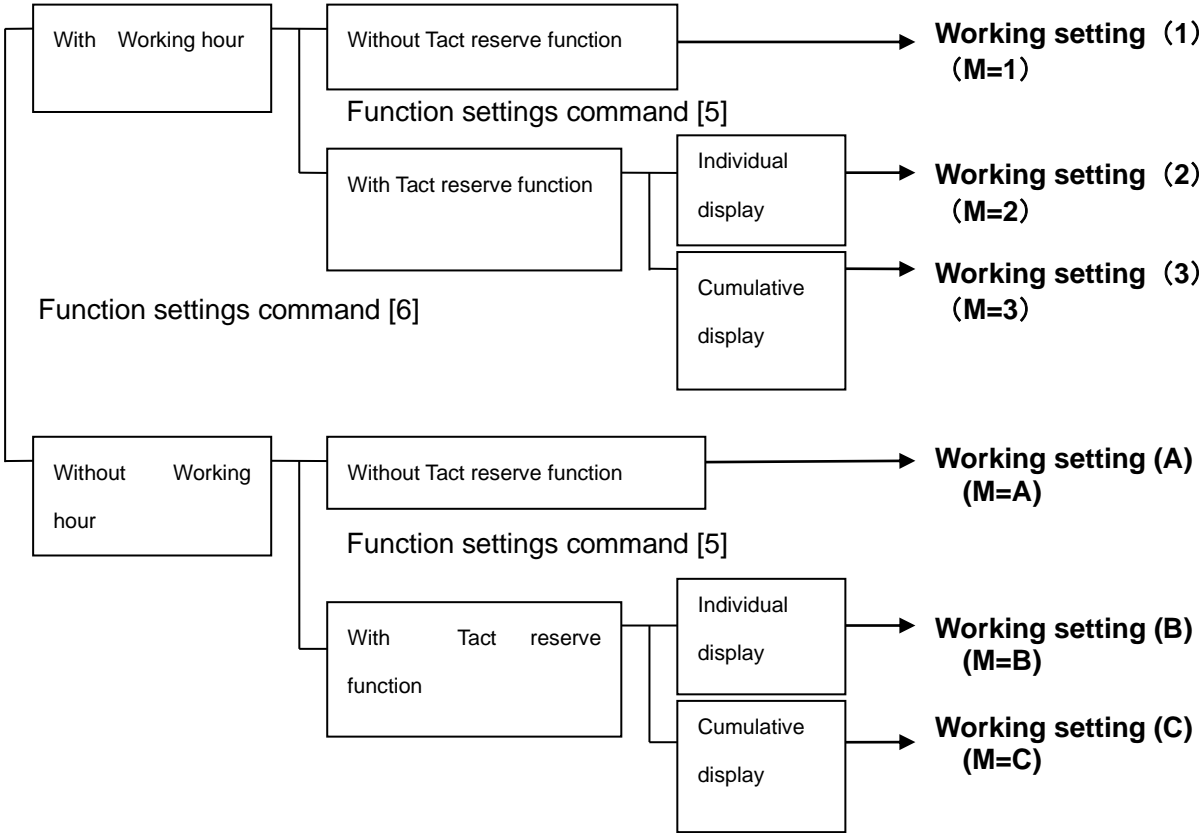 With Working hour
Without Tact reserve function
Working setting（1）
（M=1）
Function settings command [5]
With Tact reserve function
Individual
display
Working setting（2）
（M=2）
Cumulative
display
Working setting（3）
（M=3）
Function settings command [6]
Without Working
hour
Without Tact reserve function
Working setting (A)
(M=A)
Function settings command [5]
With Tact reserve
function
Individual
display
Working setting (B)
(M=B)
Cumulative
display
Working setting (C)
(M=C)